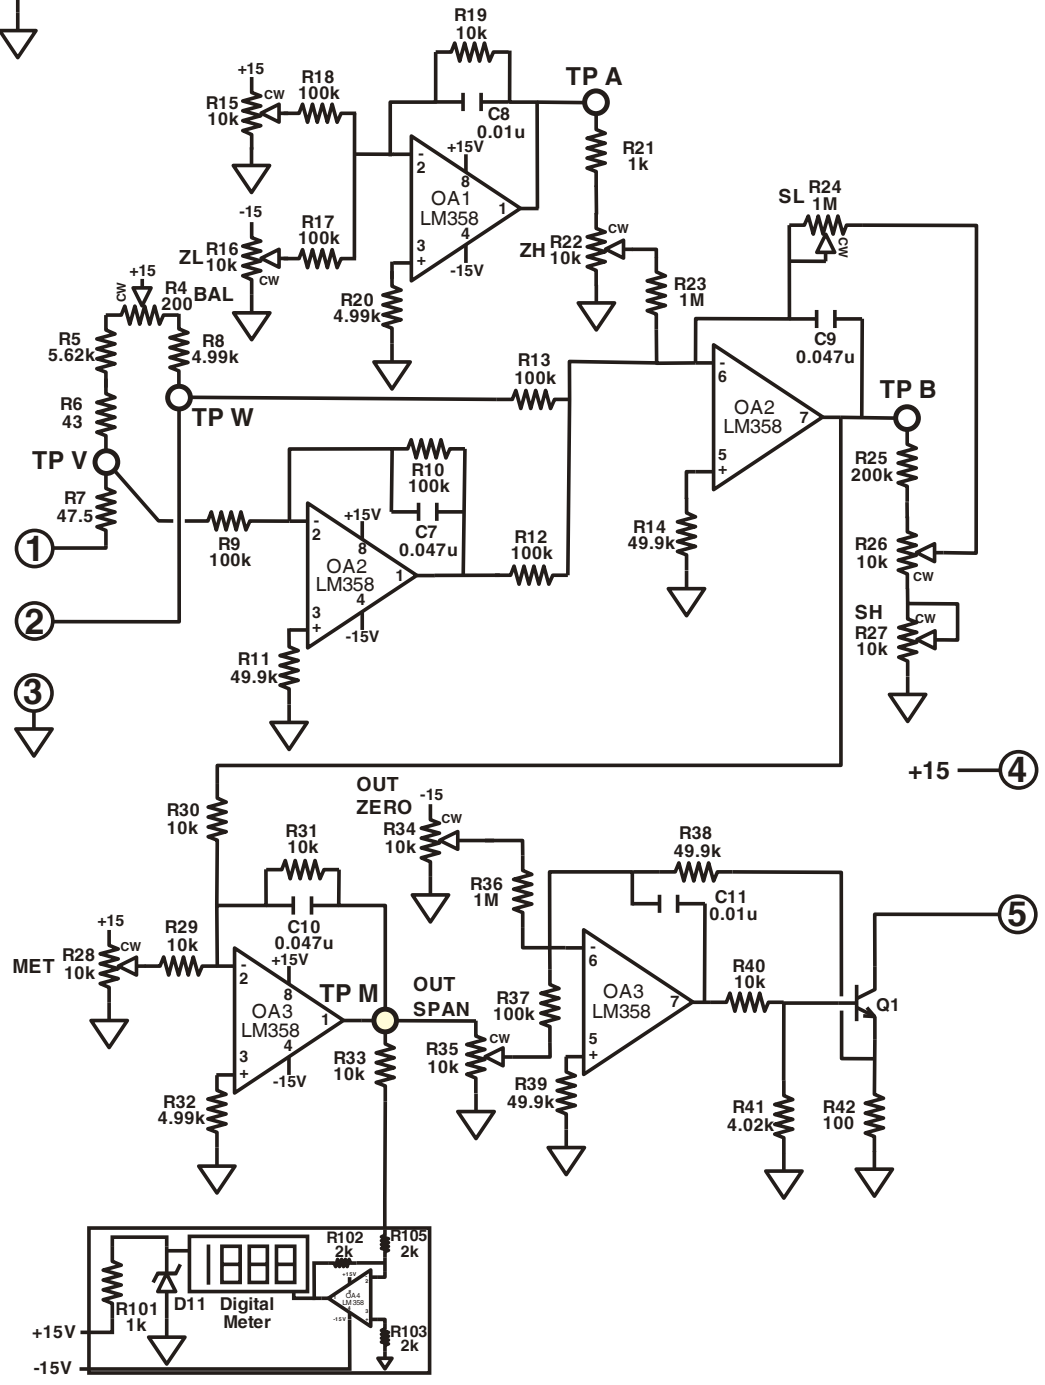 R19
10k
+15
CW
R15
10k
R18
100k
C8
0.01u
TP A
+15V
-
2
8
OA1
LM358
1
4
3
+
-15V
R21
1k
-15
ZL R16
10k
CW
R17
100k
R20
4.99k
ZH R22
10k
CW
R23
1M
SL R24
1M
CW
C9
0.047u
+15
CW
R4
200
BAL
R5
5.62k
R8
4.99k
R6
43
TP W
TP V
R7
47.5
R13
100k
-
6
OA2
LM358
7
5
+
TP B
R25
200k
R14
49.9k
R26
10k
CW
SH
R27
10k
CW
1
2
3
R9
100k
R10
100k
C7
0.047u
+15V
-
2
8
OA2
LM358
1
4
3
+
-15V
R12
100k
R11
49.9k
+15
4
R30
10k
OUT
ZERO
-15
R34
10k
CW
R31
10k
C10
0.047u
R38
49.9k
C11
0.01u
R36
1M
5
+15
MET R28
10k
CW
R29
10k
+15V
-
2
8
OA3
LM358
1
4
3
+
-15V
TP M
OUT
SPAN
R32
4.99k
R33
10k
R35
10k
CW
R37
100k
-
6
OA3
LM358
7
5
+
R40
10k
Q1
R39
49.9k
R41
4.02k
R42
100
R102
2k
R105
2k
1888
+15V
2
OA4
LM358
3
-15V
R101
1k
D11
Digital
Meter
R103
2k
+15V
-15V